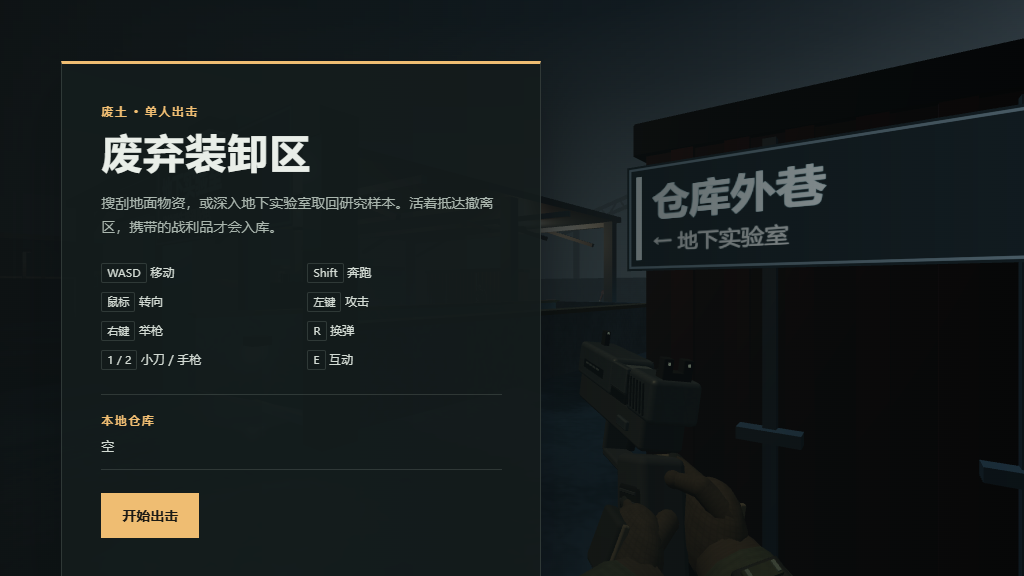 废土 · 单人出击
废弃装卸区
搜刮地面物资，或深入地下实验室取回研究样本。活着抵达撤离
区，携带的战利品才会入库。
WASD 移动
Shift 奔跑
鼠标 转向
左键 攻击
右键 举枪
R 换弹
1 / 2 小刀 / 手枪
E 互动
本地仓库
空
开始出击
仓库外巷
← 地下实验室